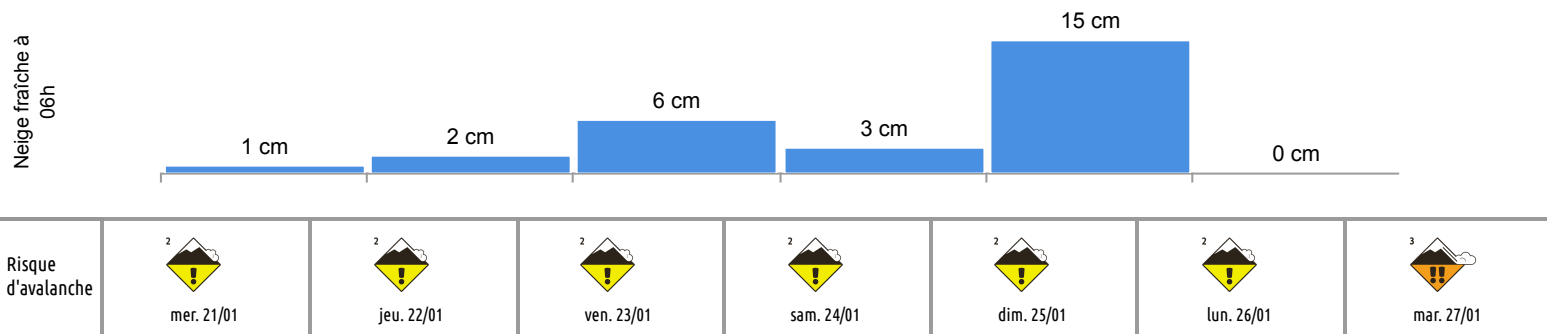 Neige fraîche à
06h
1 cm
2 cm
6 cm
3 cm
15 cm
0 cm
Risque
d'avalanche
2
mer. 21/01
2
jeu. 22/01
2
ven. 23/01
2
sam. 24/01
2
dim. 25/01
2
lun. 26/01
3
mar. 27/01